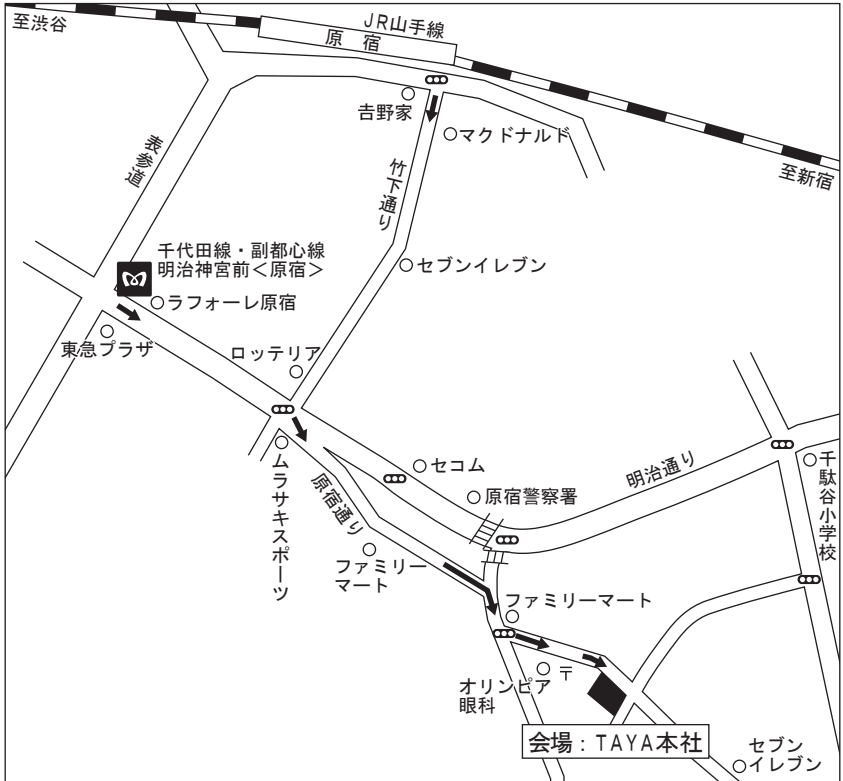 至渋谷
JR山手線
原宿
吉野家
マクドナルド
至新宿
表参道
竹下通り
千代田線・副都心線
明治神宮前<原宿>
セブンイレブン
ラフォーレ原宿
東急プラザ
ロッテリア
セコム
明治通り
千駄谷小学校
原宿警察署
ムラサキスポーツ
原宿通り
ファミリー
マート
ファミリーマート
オリンピア
眼科
〒
会場:TAYA本社
セブン
イレブン